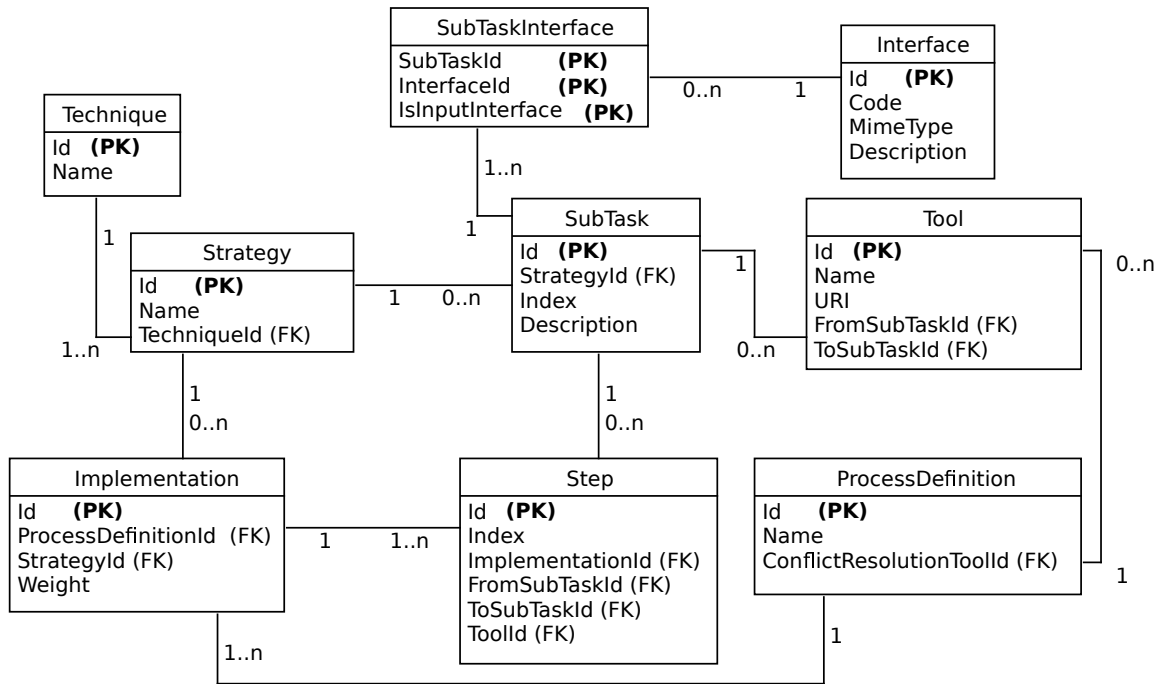 SubTaskInterface
SubTaskId (PK)
InterfaceId (PK)
IsInputInterface (PK)
Interface
Id (PK)
Code
MimeType
Description
0..n
1
Technique
Id (PK)
Name
1..n
1
1
SubTask
Id (PK)
StrategyId (FK)
Index
Description
Tool
Id (PK)
Name
URI
FromSubTaskId (FK)
ToSubTaskId (FK)
Strategy
Id (PK)
Name
TechniqueId (FK)
1
0..n
1
0..n
1..n
0..n
1
0..n
1
0..n
Implementation
Id (PK)
ProcessDefinitionId (FK)
StrategyId (FK)
Weight
Step
Id (PK)
Index
ImplementationId (FK)
FromSubTaskId (FK)
ToSubTaskId (FK)
ToolId (FK)
ProcessDefinition
Id (PK)
Name
ConflictResolutionToolId (FK)
1
1..n
1
1..n
1